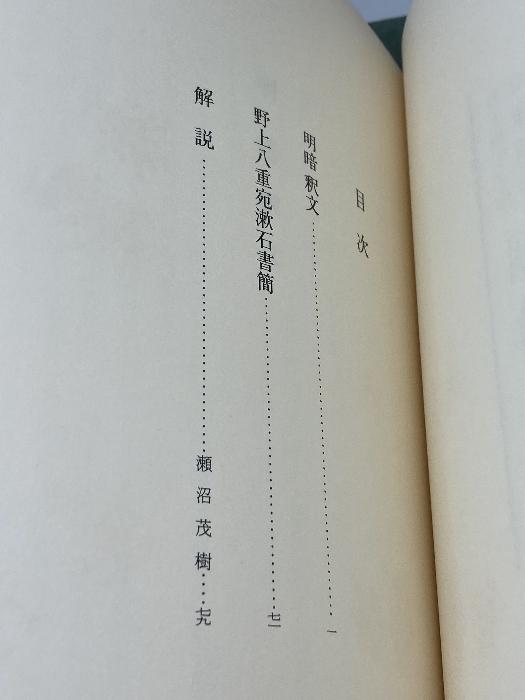 目次
明暗 釈文……………………一
野上八重宛漱石書簡……………………七一
解説……………………瀬沼茂樹……七九